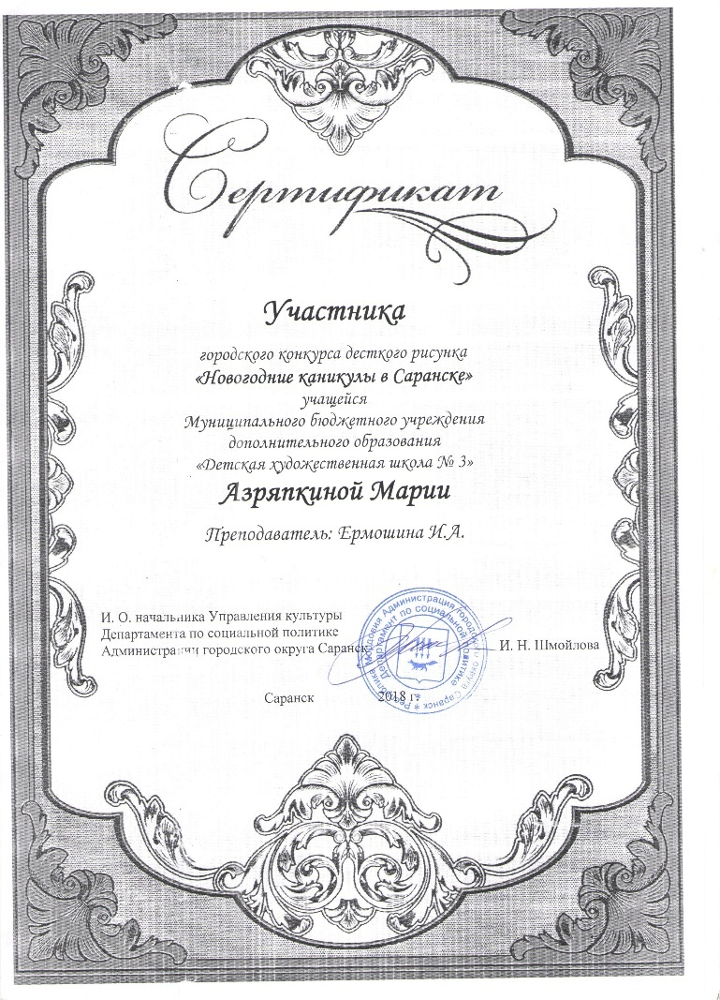 Сертификат
Участника
городского конкурса десткого рисунка
«Новогодние каникулы в Саранске»
учащейся
Муниципального бюджетного учреждения
дополнительного образования
«Детская художественная школа № 3»
Азряпкиной Марии
Преподаватель: Ермошина И.А.
И. О. начальника Управления культуры
Департамента по социальной политике
Администрации городского округа Саранск
И. Н. Шмойлова
Саранск 2018 г.
Администрация городского округа Саранск * Республика Мордовия
Департамент по социальной политике